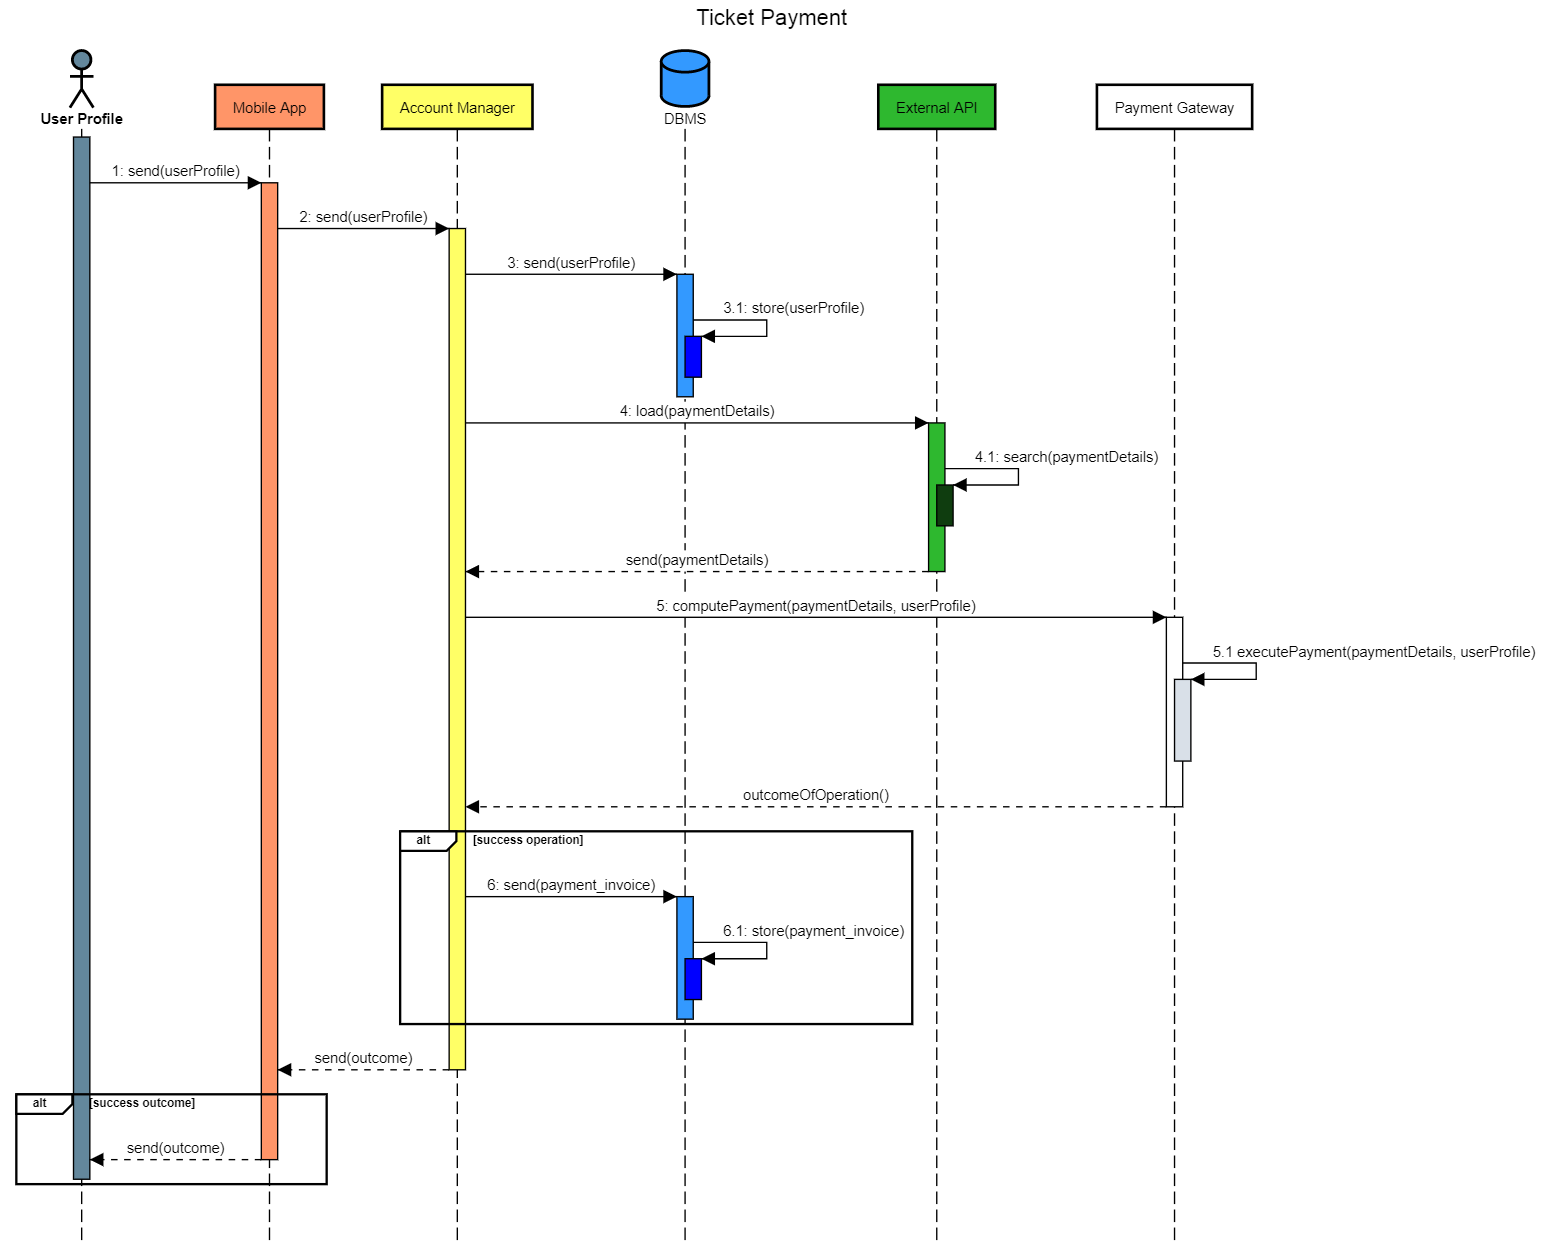 Ticket Payment
User Profile
Mobile App
Account Manager
DBMS
External API
Payment Gateway
1: send(userProfile)
2: send(userProfile)
3: send(userProfile)
3.1: store(userProfile)
4: load(paymentDetails)
4.1: search(paymentDetails)
send(paymentDetails)
5: computePayment(paymentDetails, userProfile)
5.1 executePayment(paymentDetails, userProfile)
outcomeOfOperation()
alt
[success operation]
6: send(payment_invoice)
6.1: store(payment_invoice)
send(outcome)
alt
[success outcome]
send(outcome)